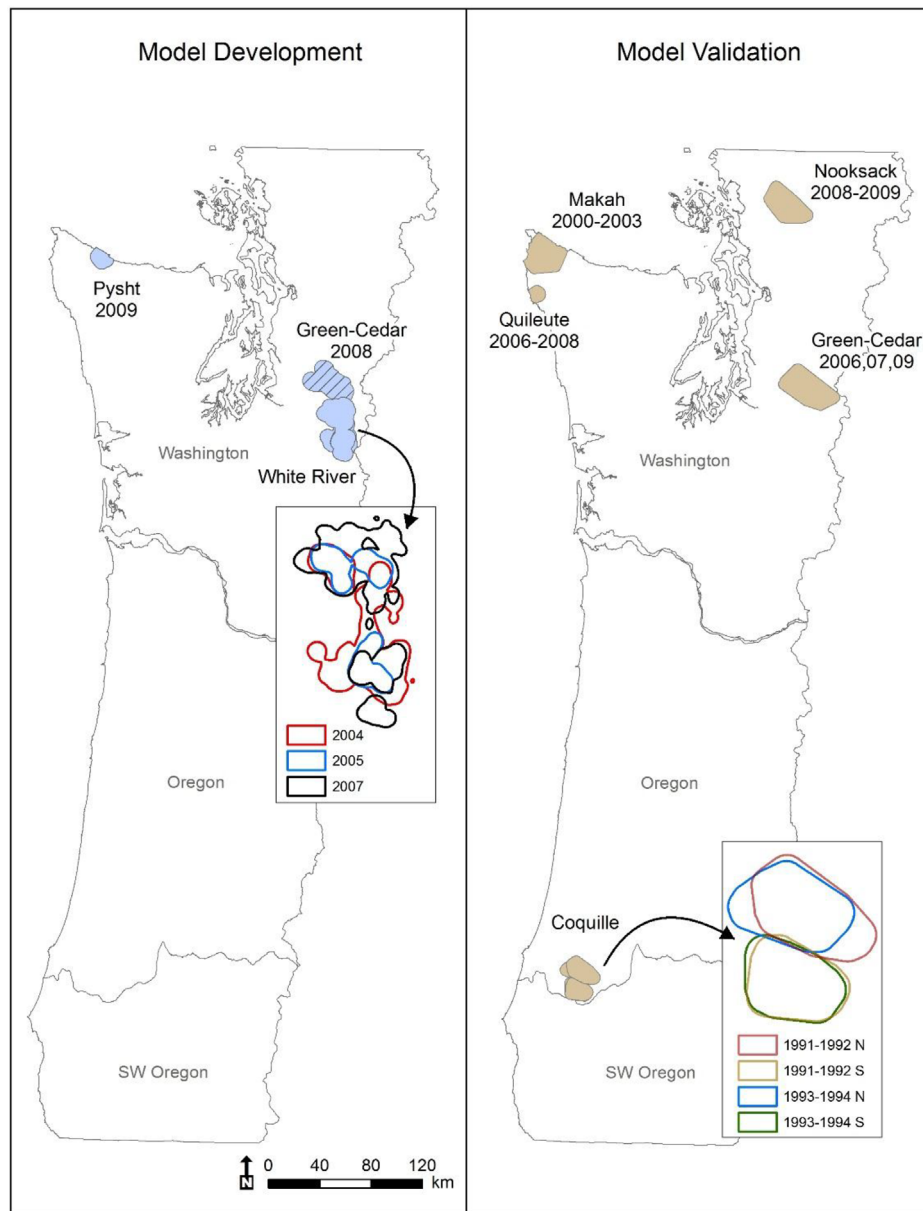 Model Development
Pysht
2009
Green-Cedar
2008
Washington
White River
2004
2005
2007
Oregon
SW Oregon
N
0 40 80 120
km
Model Validation
Nooksack
2008-2009
Makah
2000-2003
Quileute
2006-2008
Green-Cedar
2006,07,09
Washington
Oregon
Coquille
1991-1992 N
1991-1992 S
1993-1994 N
1993-1994 S
SW Oregon